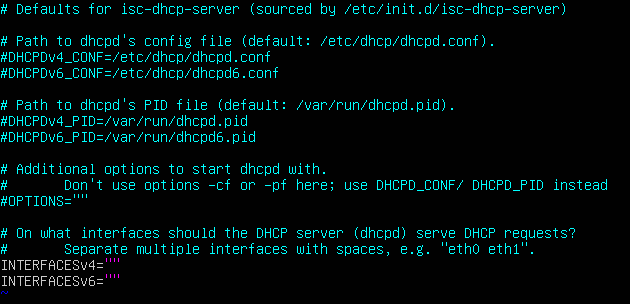 # Defaults for isc-dhcp-server (sourced by /etc/init.d/isc-dhcp-server)
# Path to dhcpd's config file (default: /etc/dhcp/dhcpd.conf).
#DHCPDv4_CONF=/etc/dhcp/dhcpd.conf
#DHCPDv6_CONF=/etc/dhcp/dhcpd6.conf
# Path to dhcpd's PID file (default: /var/run/dhcpd.pid).
#DHCPDv4_PID=/var/run/dhcpd.pid
#DHCPDv6_PID=/var/run/dhcpd6.pid
# Additional options to start dhcpd with.
#       Don't use options -cf or -pf here; use DHCPD_CONF/ DHCPD_PID instead
#OPTIONS=""
# On what interfaces should the DHCP server (dhcpd) serve DHCP requests?
#       Separate multiple interfaces with spaces, e.g. "eth0 eth1".
INTERFACESv4=""
INTERFACESv6=""
~